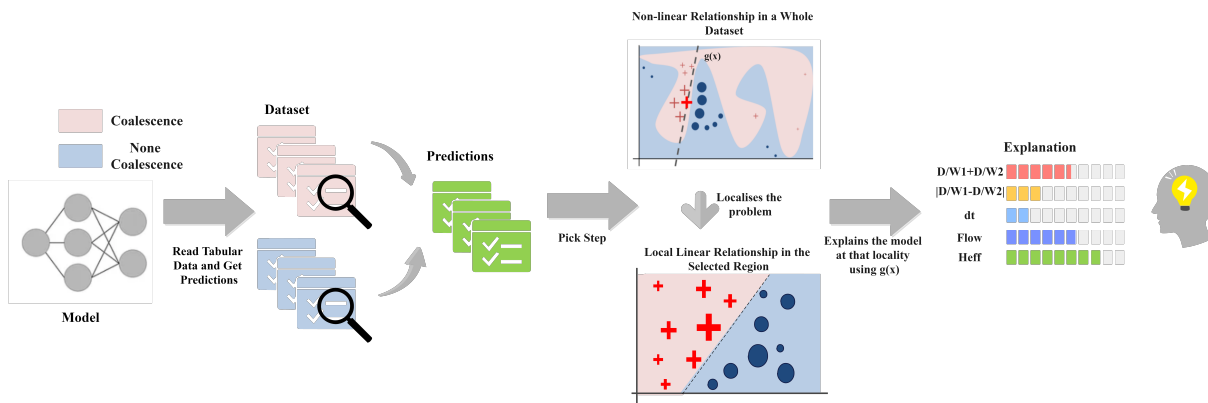 Coalescence
None
Coalescence
Model
Read Tabular
Data and Get
Predictions
Dataset
Predictions
Pick Step
Non-linear Relationship in a Whole
Dataset
g(x)
Localises the
problem
Local Linear Relationship in the
Selected Region
Explains the model
at that locality
using g(x)
Explanation
D/W1+D/W2
|D/W1-D/W2|
dt
Flow
Heff